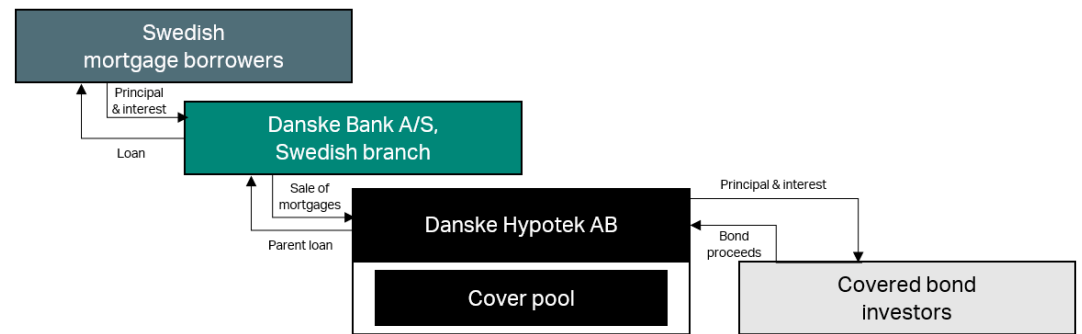 Swedish
mortgage borrowers
Principal
& interest
Loan
Danske Bank A/S,
Swedish branch
Sale of
mortgages
Parent loan
Danske Hypotek AB
Cover pool
Principal & interest
Bond
proceeds
Covered bond
investors